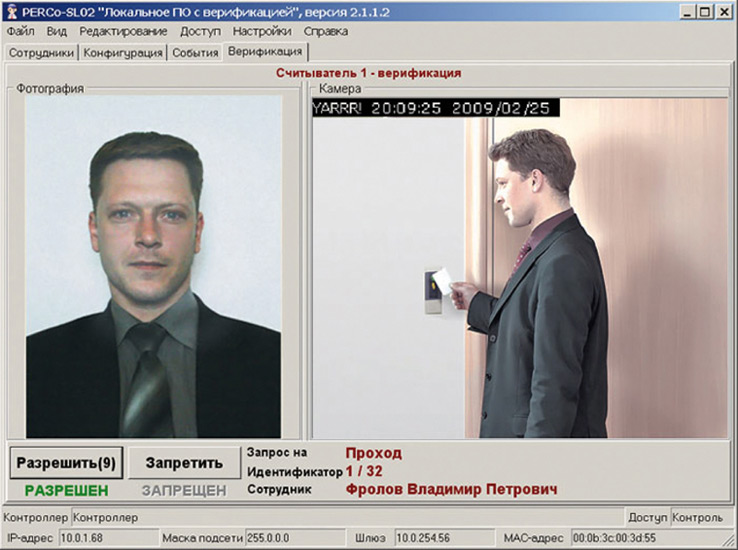 PERCo-SL02 "Локальное ПО с верификацией", версия 2.1.1.2
Файл Вид Редактирование Доступ Настройки Справка
Сотрудники Конфигурация События Верификация
Считыватель 1 - верификация
Фотография
Камера
YARRR! 20:09:25 2009/02/25
Разрешить(9) Запретить
РАЗРЕШЕН ЗАПРЕЩЕН
Запрос на Проход
Идентификатор 1 / 32
Сотрудник Фролов Владимир Петрович
Контроллер Контроллер Доступ Контроль
IP-адрес 10.0.1.68 Маска подсети 255.0.0.0 Шлюз 10.0.254.56 MAC-адрес 00:0b:3c:00:3d:55